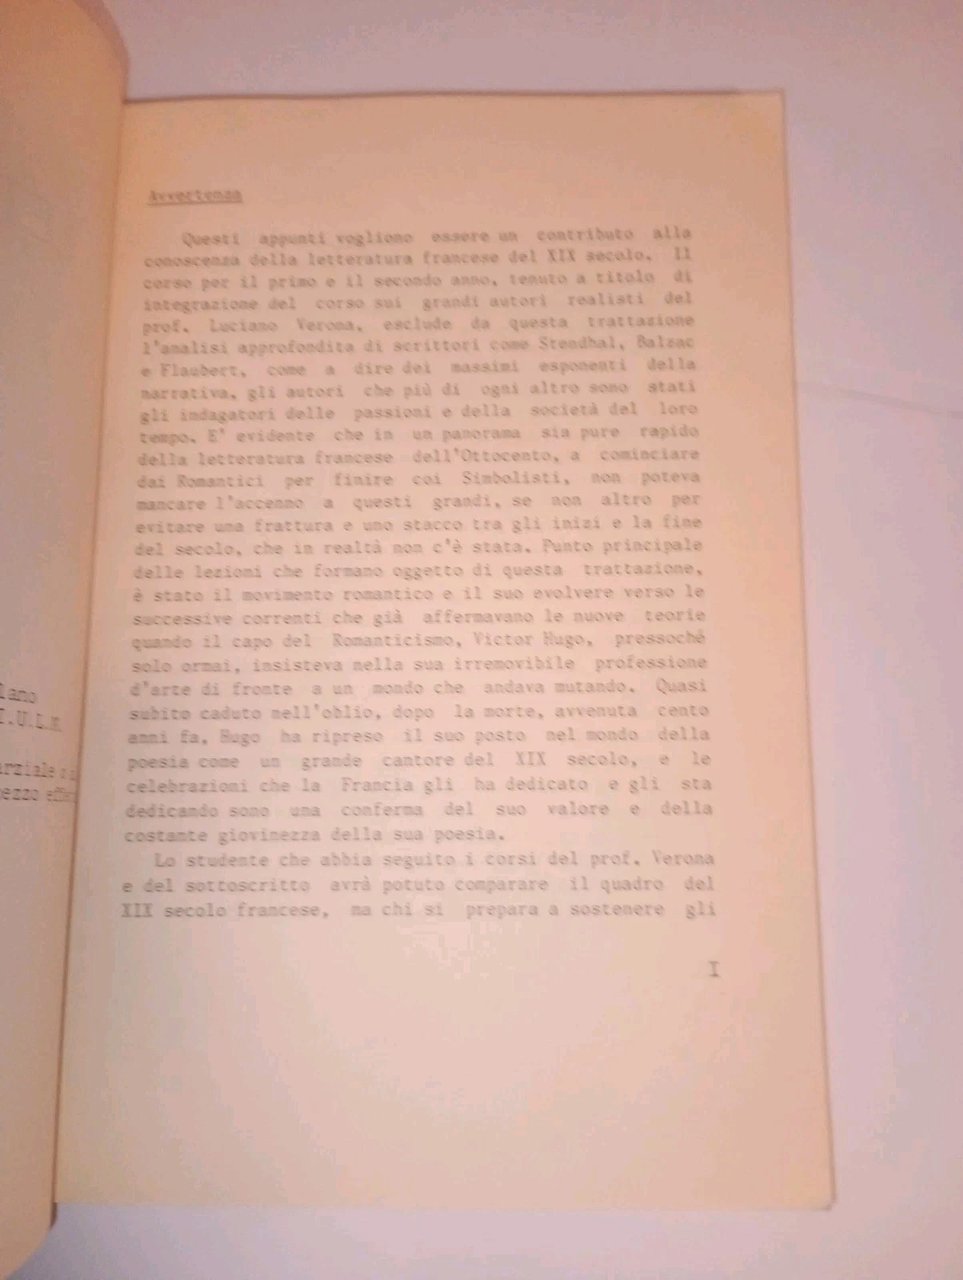 lano
I.U.L.M.
arziale
ezzo
Avvertenza
Questi appunti vogliono essere un contributo alla
conoscenza della letteratura francese del XIX secolo. Il
corso per il primo e il secondo anno, tenuto a titolo di
integrazione del corso sui grandi autori realisti del
prof. Luciano Verona, esclude da questa trattazione
l'analisi approfondita di scrittori come Stendhal, Balzac
e Flaubert, come a dire dei massimi esponenti della
narrativa, gli autori che più di ogni altro sono stati
gli indagatori delle passioni e della società del loro
tempo. E' evidente che in un panorama sia pure rapido
della letteratura francese dell'Ottocento, a cominciare
dai Romantici per finire coi Simbolisti, non poteva
mancare l'accenno a questi grandi, se non altro per
evitare una frattura e uno stacco tra gli inizi e la fine
del secolo, che in realtà non c'è stata. Punto principale
delle lezioni che formano oggetto di questa trattazione,
è stato il movimento romantico e il suo evolvere verso le
successive correnti che già affermavano le nuove teorie
quando il capo del Romanticismo, Victor Hugo, pressoché
solo ormai, insisteva nella sua irremovibile professione
d'arte di fronte a un mondo che andava mutando. Quasi
subito caduto nell'oblio, dopo la morte, avvenuta cento
anni fa, Hugo ha ripreso il suo posto nel mondo della
poesia come un grande cantore del XIX secolo, e le
celebrazioni che la Francia gli ha dedicato e gli sta
dedicando sono una conferma del suo valore e della
costante giovinezza della sua poesia.
Lo studente che abbia seguito i corsi del prof. Verona
e del sottoscritto avrà potuto comparare il quadro del
XIX secolo francese, ma chi si prepara a sostenere gli
I